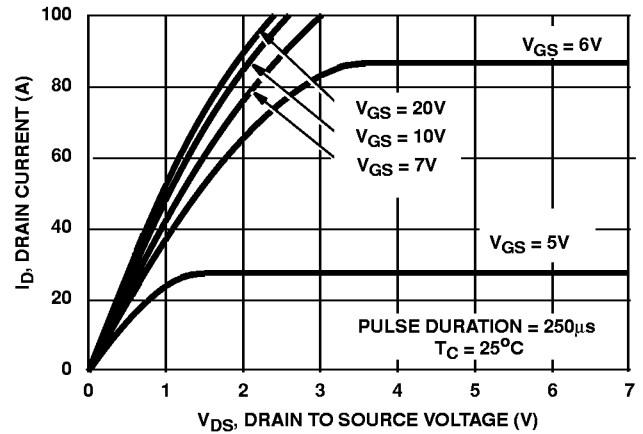 100
80
60
40
20
0
I_D, DRAIN CURRENT (A)
V_GS = 6V
V_GS = 20V
V_GS = 10V
V_GS = 7V
V_GS = 5V
PULSE DURATION = 250µs
T_C = 25°C
0 1 2 3 4 5 6 7
V_DS, DRAIN TO SOURCE VOLTAGE (V)